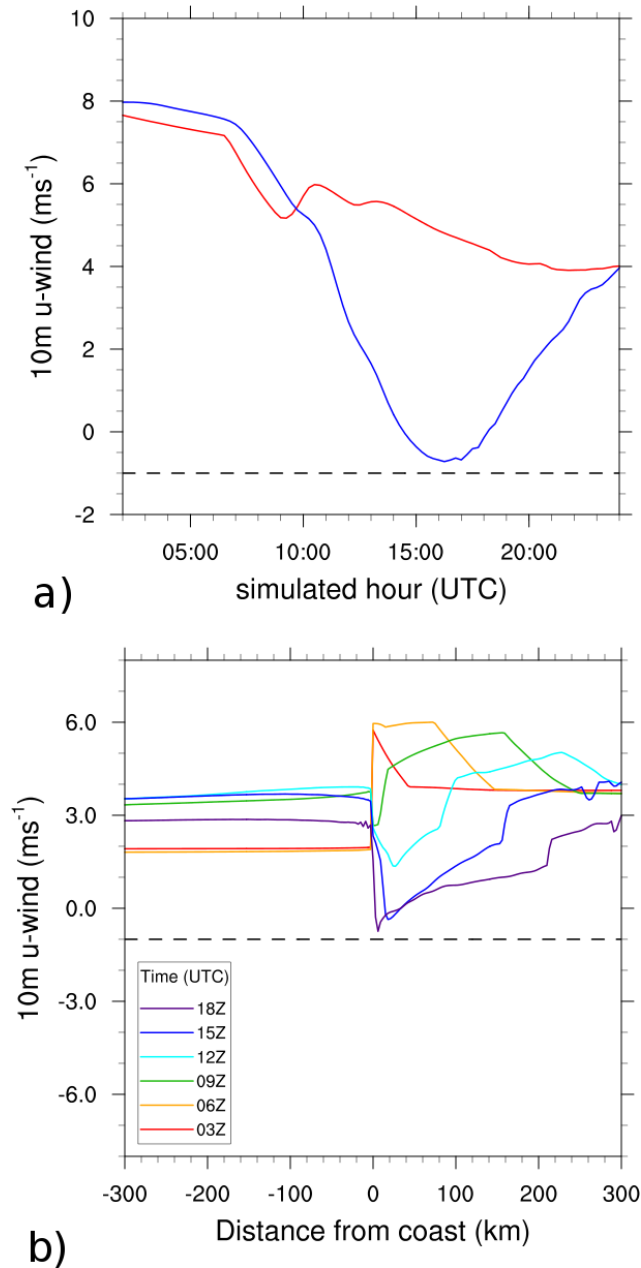 10
8
6
4
2
0
-2
10m u-wind (ms⁻¹)
05:00 10:00 15:00 20:00
simulated hour (UTC)
a)
6.0
3.0
0.0
-3.0
-6.0
10m u-wind (ms⁻¹)
Time (UTC)
18Z
15Z
12Z
09Z
06Z
03Z
-300 -200 -100 0 100 200 300
Distance from coast (km)
b)